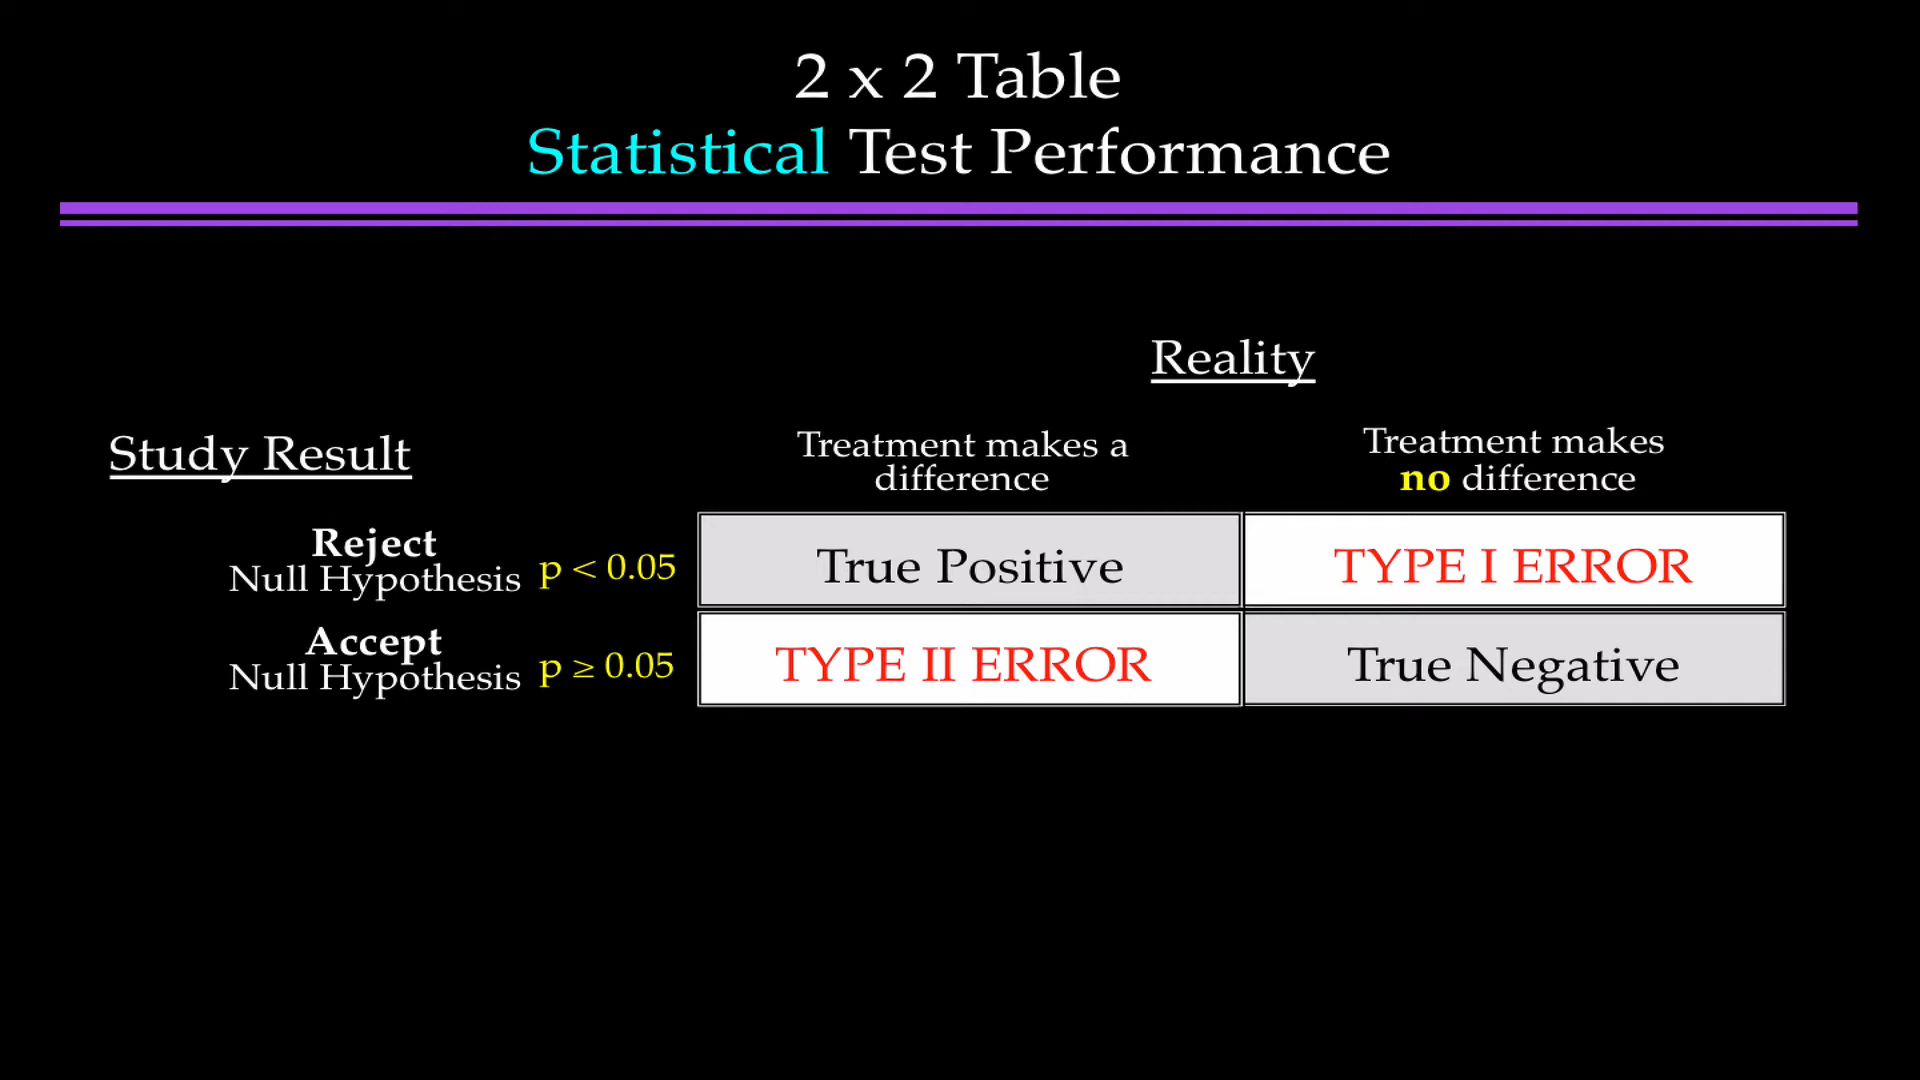 2 x 2 Table
Statistical Test Performance
Reality
Study Result
Treatment makes a
difference
Treatment makes
no difference
Reject
Null Hypothesis p < 0.05
True Positive
TYPE I ERROR
Accept
Null Hypothesis p ≥ 0.05
TYPE II ERROR
True Negative